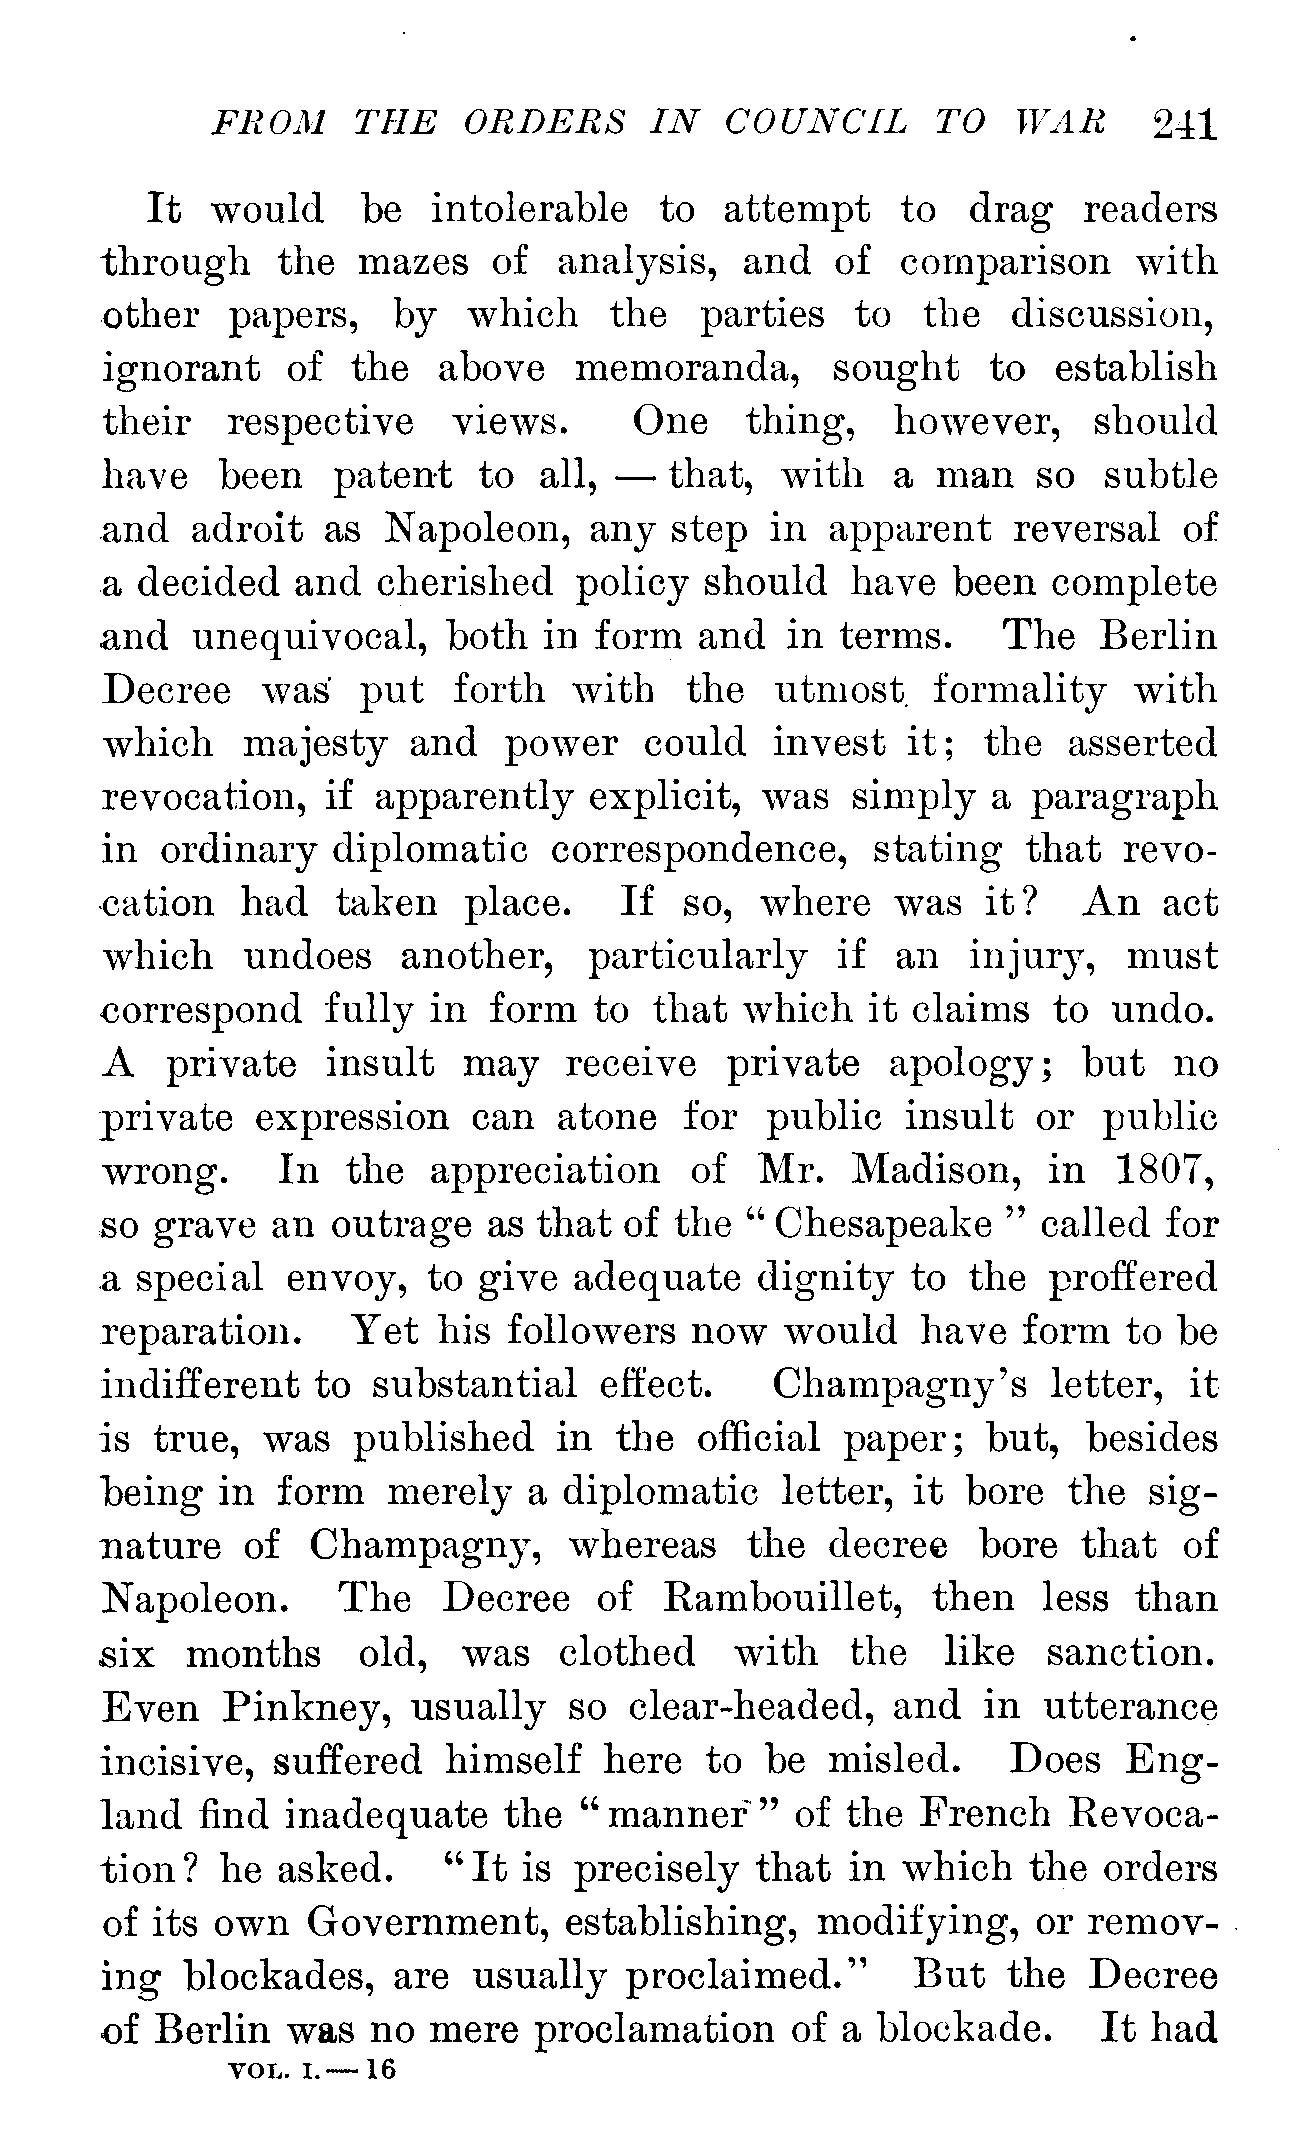 FROM THE ORDERS IN COUNCIL TO WAR 241
It would be intolerable to attempt to drag readers
through the mazes of analysis, and of comparison with
other papers, by which the parties to the discussion,
ignorant of the above memoranda, sought to establish
their respective views. One thing, however, should
have been patent to all, — that, with a man so subtle
and adroit as Napoleon, any step in apparent reversal of
a decided and cherished policy should have been complete
and unequivocal, both in form and in terms. The Berlin
Decree was put forth with the utmost formality with
which majesty and power could invest it; the asserted
revocation, if apparently explicit, was simply a paragraph
in ordinary diplomatic correspondence, stating that revo-
cation had taken place. If so, where was it? An act
which undoes another, particularly if an injury, must
correspond fully in form to that which it claims to undo.
A private insult may receive private apology; but no
private expression can atone for public insult or public
wrong. In the appreciation of Mr. Madison, in 1807,
so grave an outrage as that of the “Chesapeake” called for
a special envoy, to give adequate dignity to the proffered
reparation. Yet his followers now would have form to be
indifferent to substantial effect. Champagny's letter, it
is true, was published in the official paper; but, besides
being in form merely a diplomatic letter, it bore the sig-
nature of Champagny, whereas the decree bore that of
Napoleon. The Decree of Rambouillet, then less than
six months old, was clothed with the like sanction.
Even Pinkney, usually so clear-headed, and in utterance
incisive, suffered himself here to be misled. Does Eng-
land find inadequate the “manner” of the French Revoca-
tion? he asked. “It is precisely that in which the orders
of its own Government, establishing, modifying, or remov-
ing blockades, are usually proclaimed.” But the Decree
of Berlin was no mere proclamation of a blockade. It had
VOL. I.—16